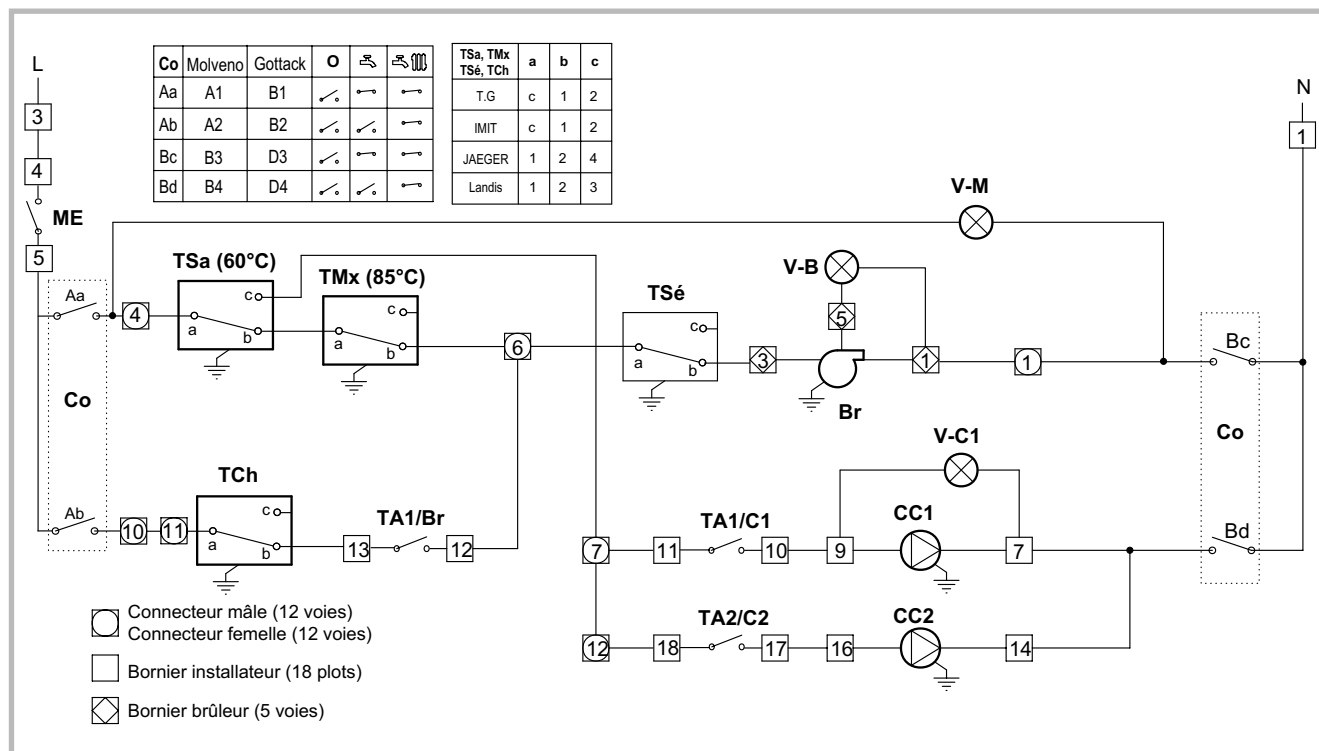 L
N
Co Molveno Gottack O
Aa A1 B1
Ab A2 B2
Bc B3 D3
Bd B4 D4
TSa, TMx
TSé, TCh a b c
T.G c 1 2
IMIT c 1 2
JAEGER 1 2 4
Landis 1 2 3
3
1
4
V-M
ME
5
TSa (60°C)
TMx (85°C)
V-B
TSé
Aa
4
a b c
a b c
6
a b c
3
5
1
1
Br
Bc
Co
Co
V-C1
TCh
Ab
10
11
a b c
TA1/Br
13
12
TA1/C1
CC1
7
11
10
9
7
Bd
TA2/C2
CC2
12
18
17
16
14
Connecteur mâle (12 voies)
Connecteur femelle (12 voies)
Bornier installateur (18 plots)
Bornier brûleur (5 voies)